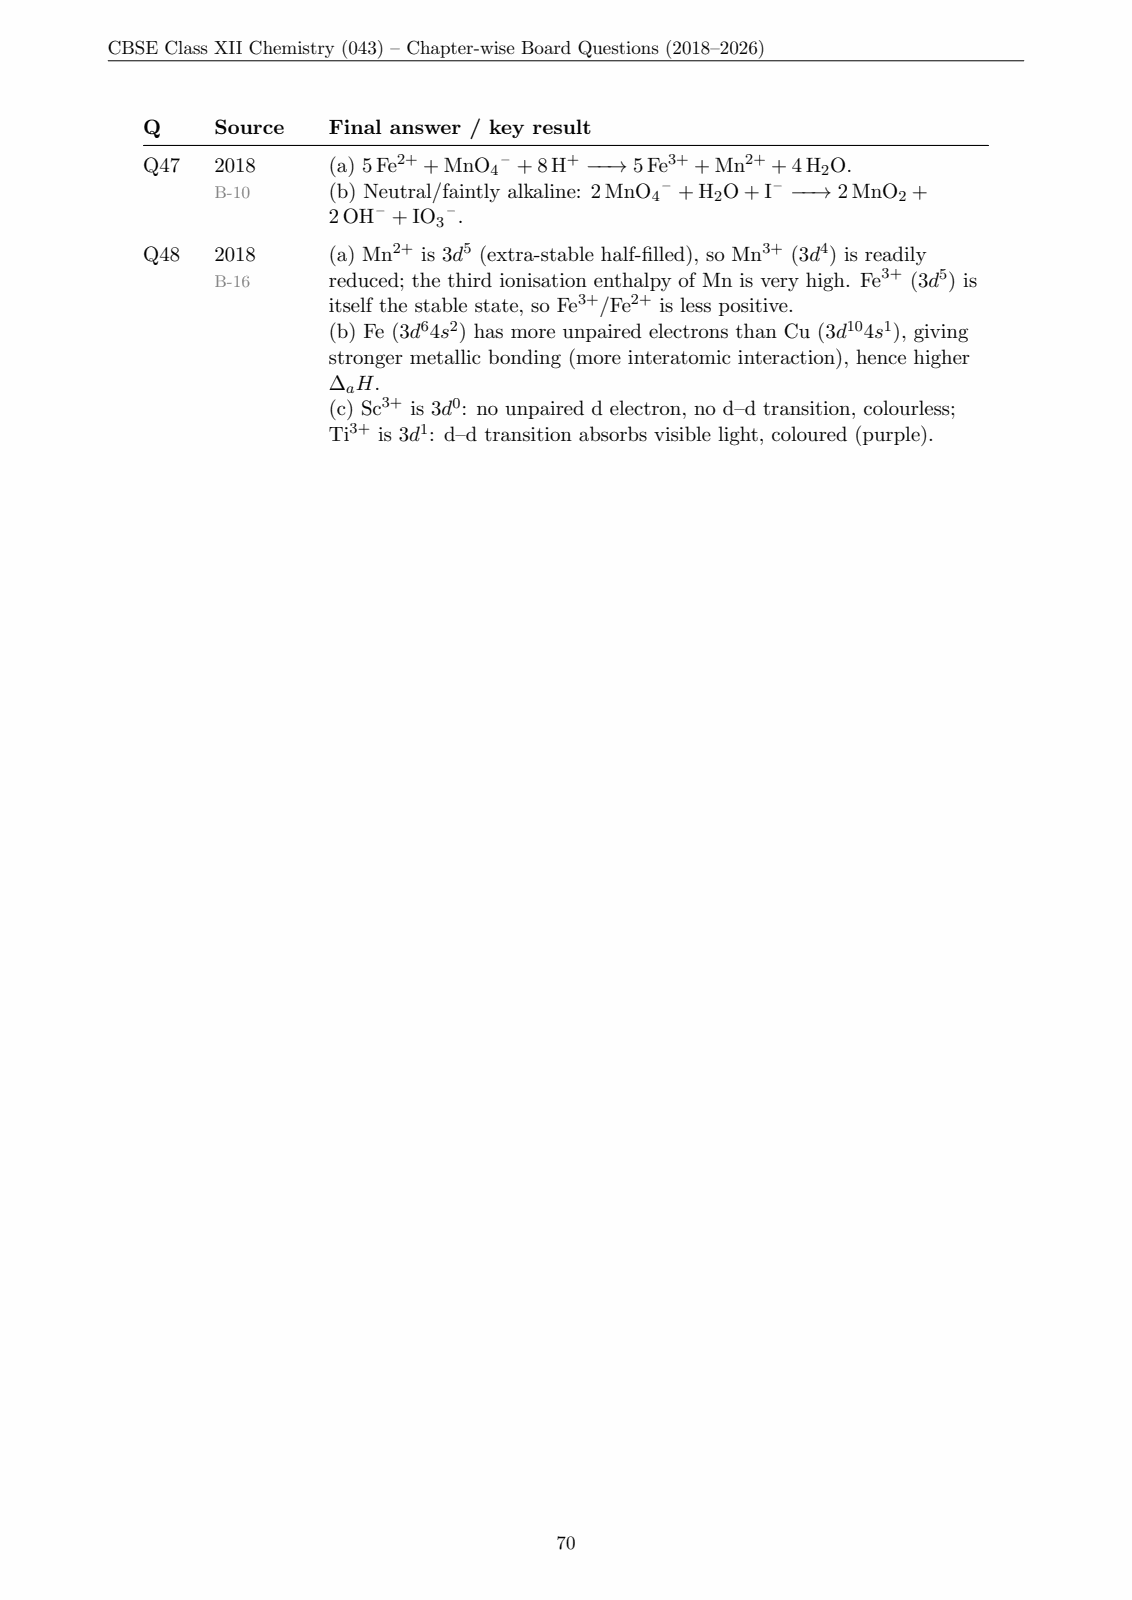 CBSE Class XII Chemistry (043) – Chapter-wise Board Questions (2018–2026)
Q Source Final answer / key result
Q47 2018 (a) 5 Fe²⁺ + MnO₄⁻ + 8 H⁺ ⟶ 5 Fe³⁺ + Mn²⁺ + 4 H₂O.
B-10 (b) Neutral/faintly alkaline: 2 MnO₄⁻ + H₂O + I⁻ ⟶ 2 MnO₂ +
2 OH⁻ + IO₃⁻.
Q48 2018 (a) Mn²⁺ is 3d⁵ (extra-stable half-filled), so Mn³⁺ (3d⁴) is readily
B-16 reduced; the third ionisation enthalpy of Mn is very high. Fe³⁺ (3d⁵) is
itself the stable state, so Fe³⁺/Fe²⁺ is less positive.
(b) Fe (3d⁶4s²) has more unpaired electrons than Cu (3d¹⁰4s¹), giving
stronger metallic bonding (more interatomic interaction), hence higher
ΔₐH.
(c) Sc³⁺ is 3d⁰: no unpaired d electron, no d–d transition, colourless;
Ti³⁺ is 3d¹: d–d transition absorbs visible light, coloured (purple).
70